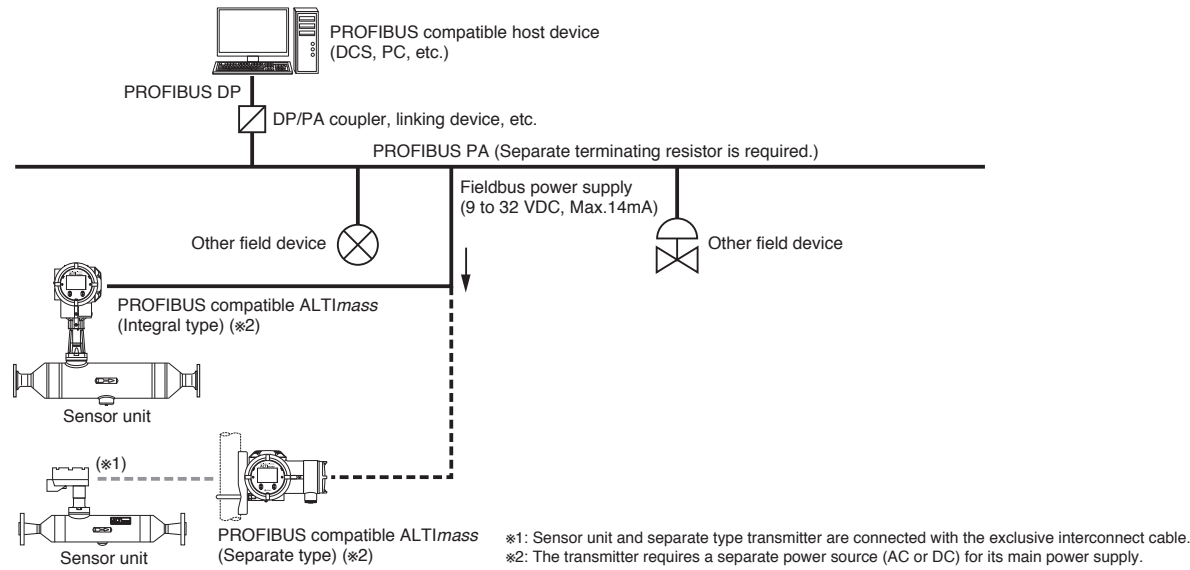 PROFIBUS compatible host device
(DCS, PC, etc.)
PROFIBUS DP
DP/PA coupler, linking device, etc.
PROFIBUS PA (Separate terminating resistor is required.)
Fieldbus power supply
(9 to 32 VDC, Max.14mA)
Other field device
Other field device
PROFIBUS compatible ALTImass
(Integral type) (※2)
Sensor unit
(※1)
PROFIBUS compatible ALTImass
(Separate type) (※2)
Sensor unit
※1: Sensor unit and separate type transmitter are connected with the exclusive interconnect cable.
※2: The transmitter requires a separate power source (AC or DC) for its main power supply.